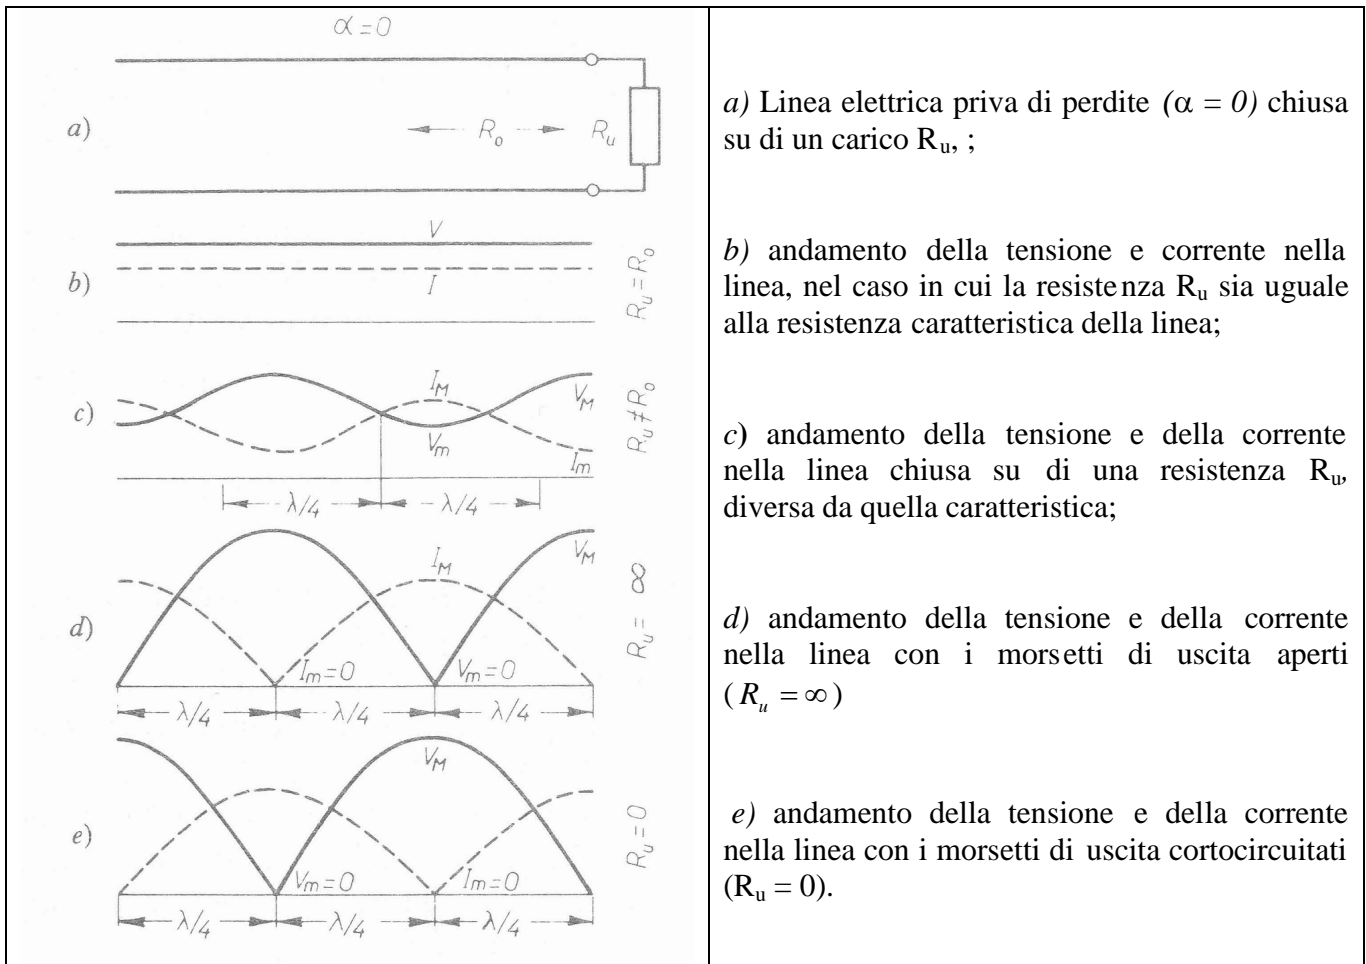 α = 0
a)
R₀
Rᵤ
V
b)
I
Rᵤ = R₀
c)
I_M
V_M
V_m
I_m
Rᵤ ≠ R₀
λ/4
λ/4
d)
V_M
I_M
I_m = 0
V_m = 0
Rᵤ = ∞
λ/4
λ/4
λ/4
e)
V_M
V_m = 0
I_m = 0
Rᵤ = 0
λ/4
λ/4
λ/4
a) Linea elettrica priva di perdite (α = 0) chiusa
su di un carico Rᵤ, ;
b) andamento della tensione e corrente nella
linea, nel caso in cui la resistenza Rᵤ sia uguale
alla resistenza caratteristica della linea;
c) andamento della tensione e della corrente
nella linea chiusa su di una resistenza Rᵤ,
diversa da quella caratteristica;
d) andamento della tensione e della corrente
nella linea con i morsetti di uscita aperti
( Rᵤ = ∞ )
e) andamento della tensione e della corrente
nella linea con i morsetti di uscita cortocircuitati
(Rᵤ = 0).